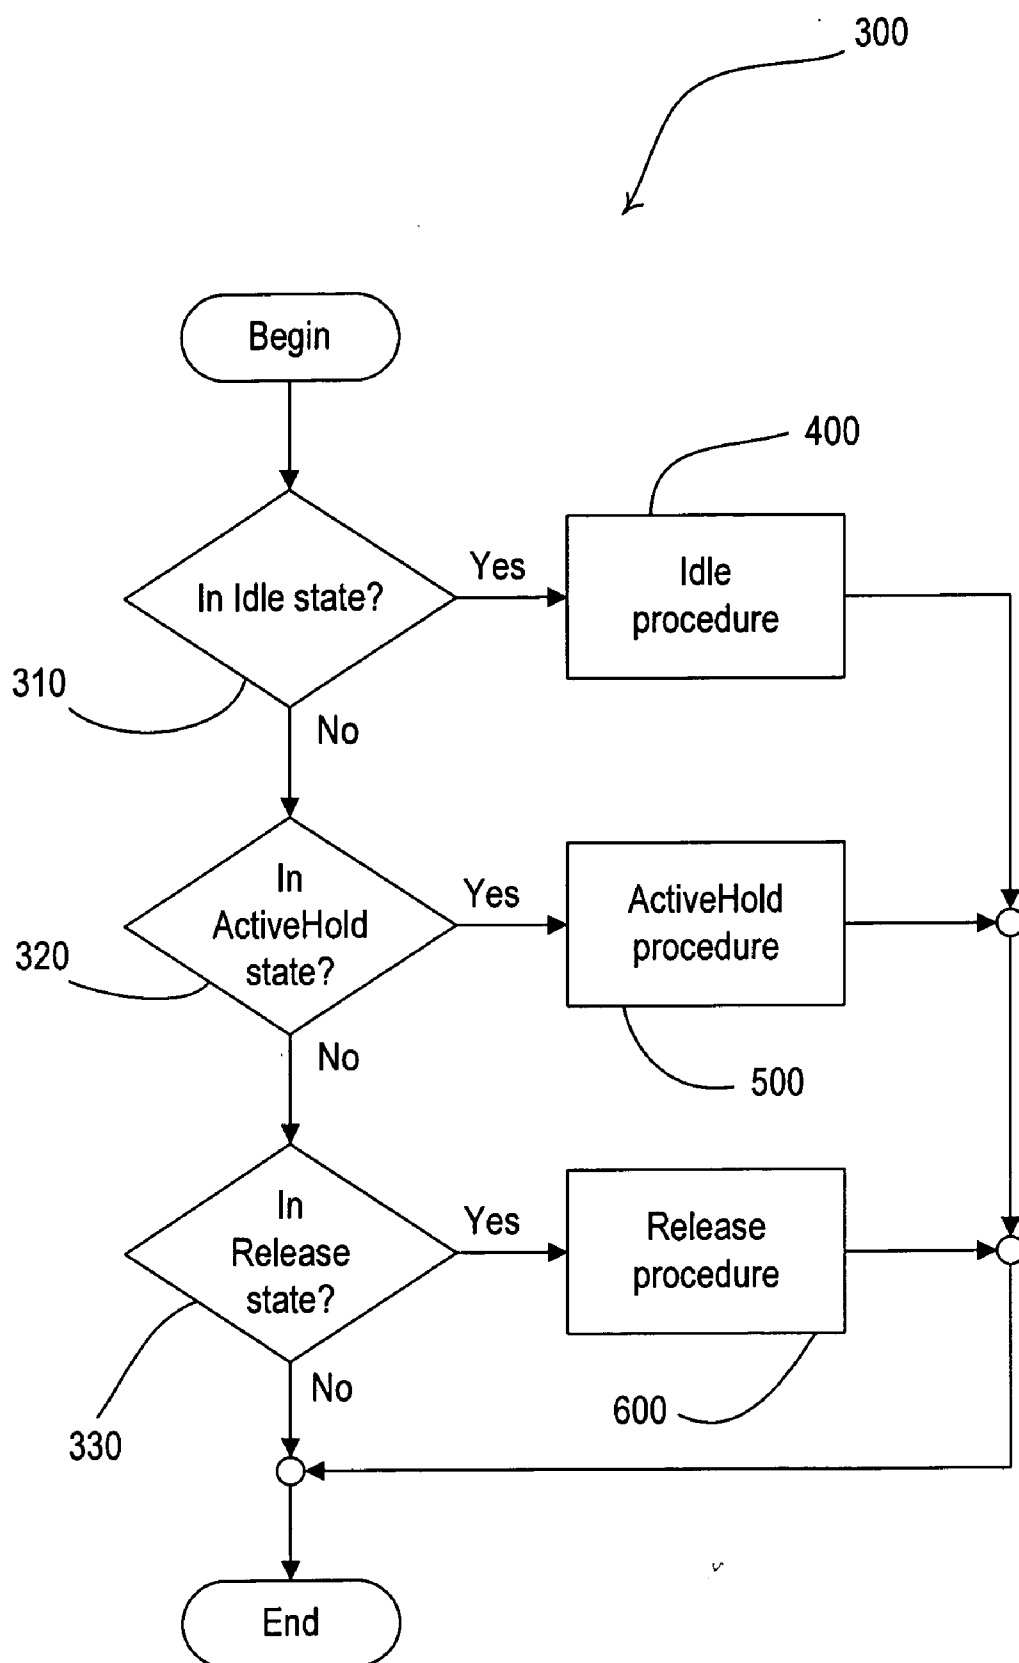 300
Begin
400
In Idle state?
Yes
Idle
procedure
310
No
In
ActiveHold
state?
Yes
ActiveHold
procedure
320
No
500
In
Release
state?
Yes
Release
procedure
330
No
600
End